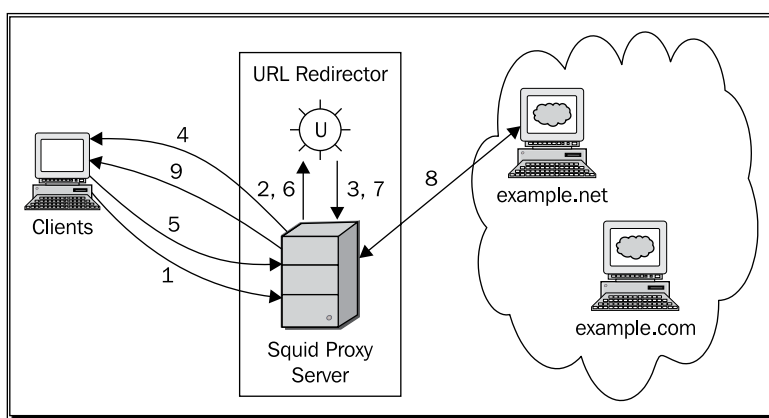 URL Redirector
U
4
9
2, 6
3, 7
8
5
1
Clients
example.net
Squid Proxy
Server
example.com